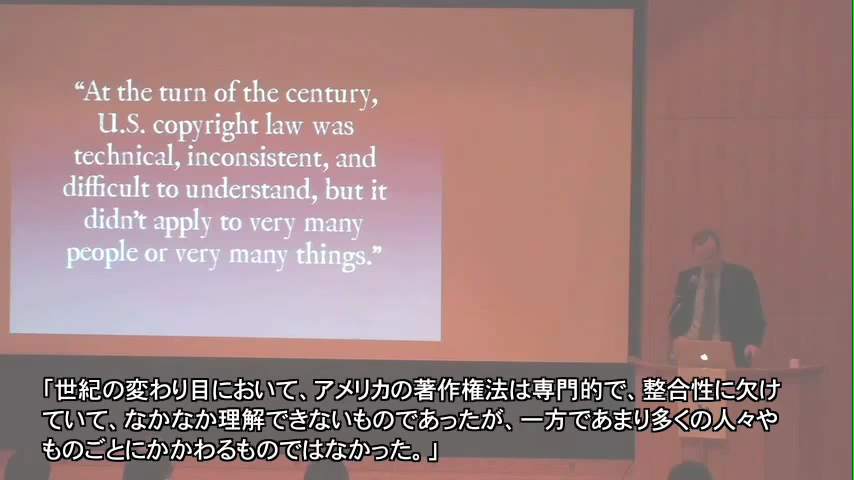 “At the turn of the century,
U.S. copyright law was
technical, inconsistent, and
difficult to understand, but it
didn't apply to very many
people or very many things.”
「世紀の変わり目において、アメリカの著作権法は専門的で、整合性に欠け
ていて、なかなか理解できないものであったが、一方であまり多くの人々や
ものごとにかかわるものではなかった。」